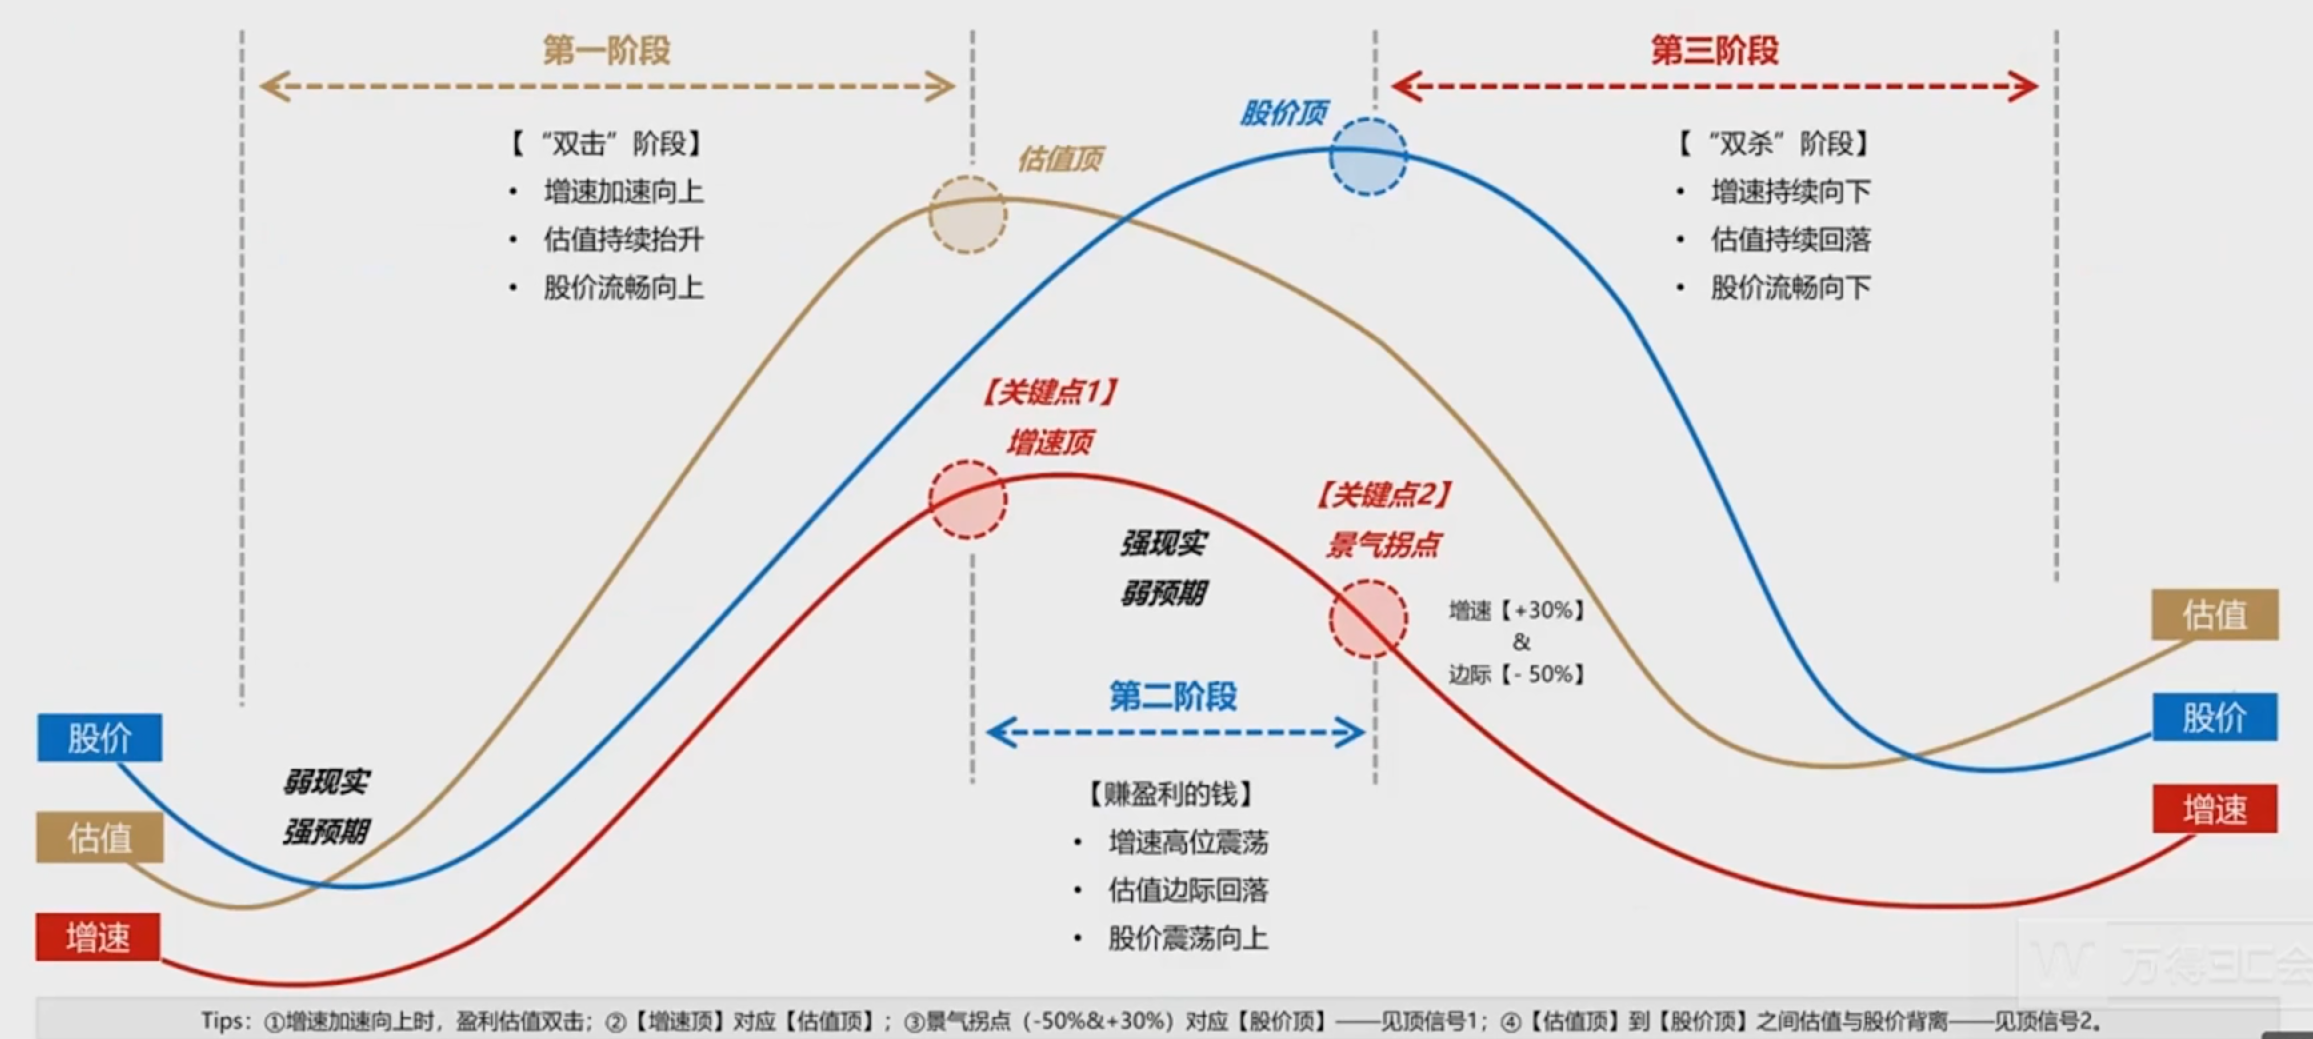 第一阶段
【“双击”阶段】
• 增速加速向上
• 估值持续抬升
• 股价流畅向上
估值顶
股价顶
第三阶段
【“双杀”阶段】
• 增速持续向下
• 估值持续回落
• 股价流畅向下
【关键点1】
增速顶
强现实
弱预期
【关键点2】
景气拐点
增速【+30%】
&
边际【- 50%】
第二阶段
【赚盈利的钱】
• 增速高位震荡
• 估值边际回落
• 股价震荡向上
股价
估值
增速
弱现实
强预期
估值
股价
增速
W 万得3C会
Tips: ①增速加速向上时，盈利估值双击；②【增速顶】对应【估值顶】；③景气拐点（-50%&+30%）对应【股价顶】——见顶信号1；④【估值顶】到【股价顶】之间估值与股价背离——见顶信号2。